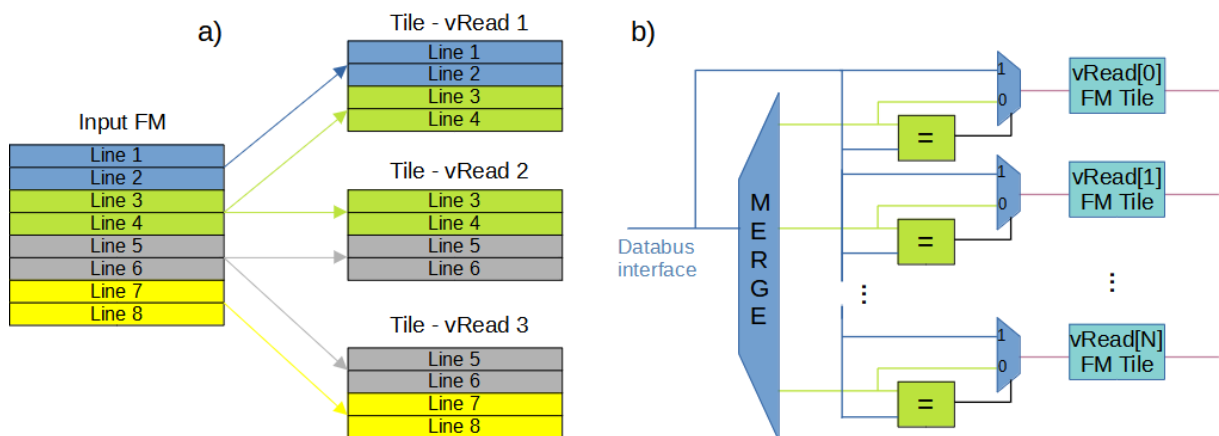 a)
Input FM
Line 1
Line 2
Line 3
Line 4
Line 5
Line 6
Line 7
Line 8
Tile - vRead 1
Line 1
Line 2
Line 3
Line 4
Tile - vRead 2
Line 3
Line 4
Line 5
Line 6
Tile - vRead 3
Line 5
Line 6
Line 7
Line 8
b)
Databus
interface
MERGE
1
0
=
vRead[0]
FM Tile
1
0
=
vRead[1]
FM Tile
...
...
1
0
=
vRead[N]
FM Tile